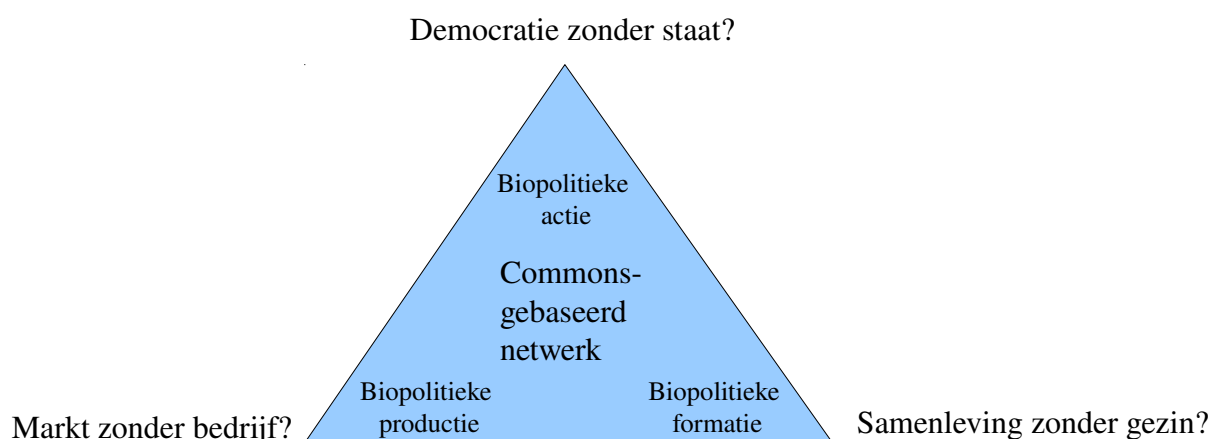 Democratie zonder staat?
Biopolitieke
actie
Commons-
gebaseerd
netwerk
Biopolitieke
productie
Biopolitieke
formatie
Markt zonder bedrijf?
Samenleving zonder gezin?